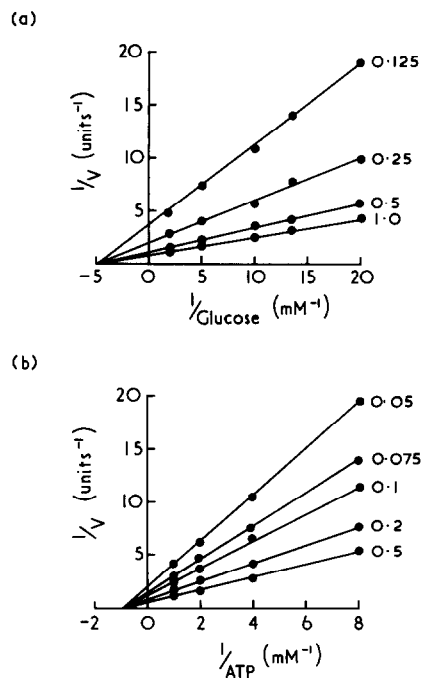 (a)
20
15
10
5
1/V (units⁻¹)
0·125
0·25
0·5
1·0
-5 0 5 10 15 20
1/Glucose (mM⁻¹)
(b)
20
15
10
5
1/V (units⁻¹)
0·05
0·075
0·1
0·2
0·5
-2 0 2 4 6 8
1/ATP (mM⁻¹)